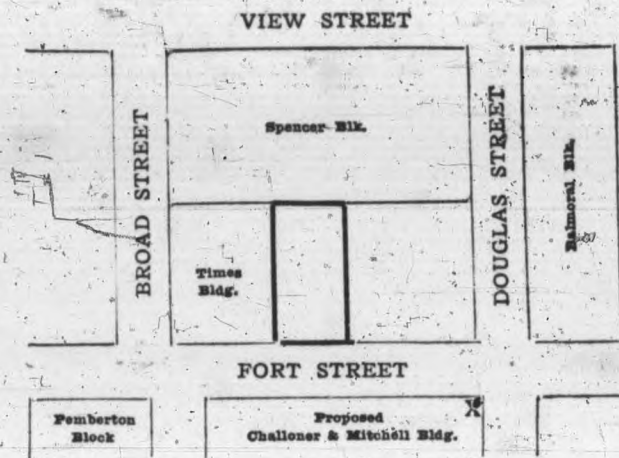 VIEW STREET
BROAD STREET
Spencer Blk.
DOUGLAS STREET
Balmoral Blk.
Times
Bldg.
FORT STREET
Pemberton
Block
Proposed
Challoner & Mitchell Bldg.